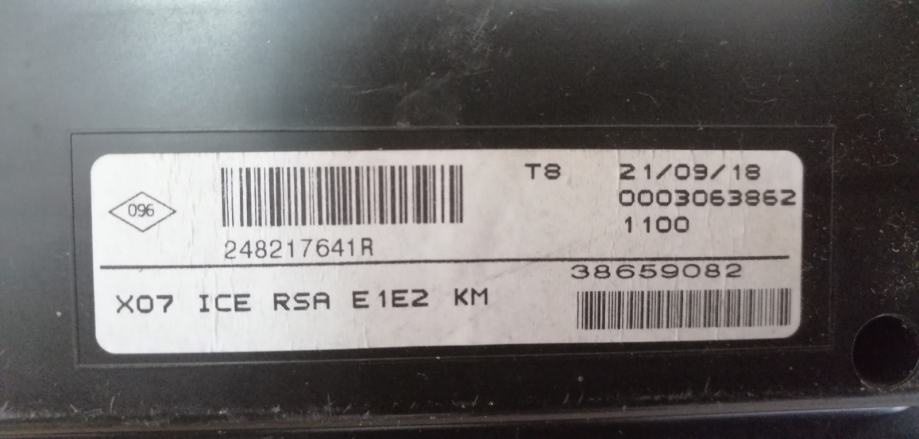 096
248217641R
T8 21/09/18
0003063862
1100
38659082
X07 ICE RSA E1E2 KM